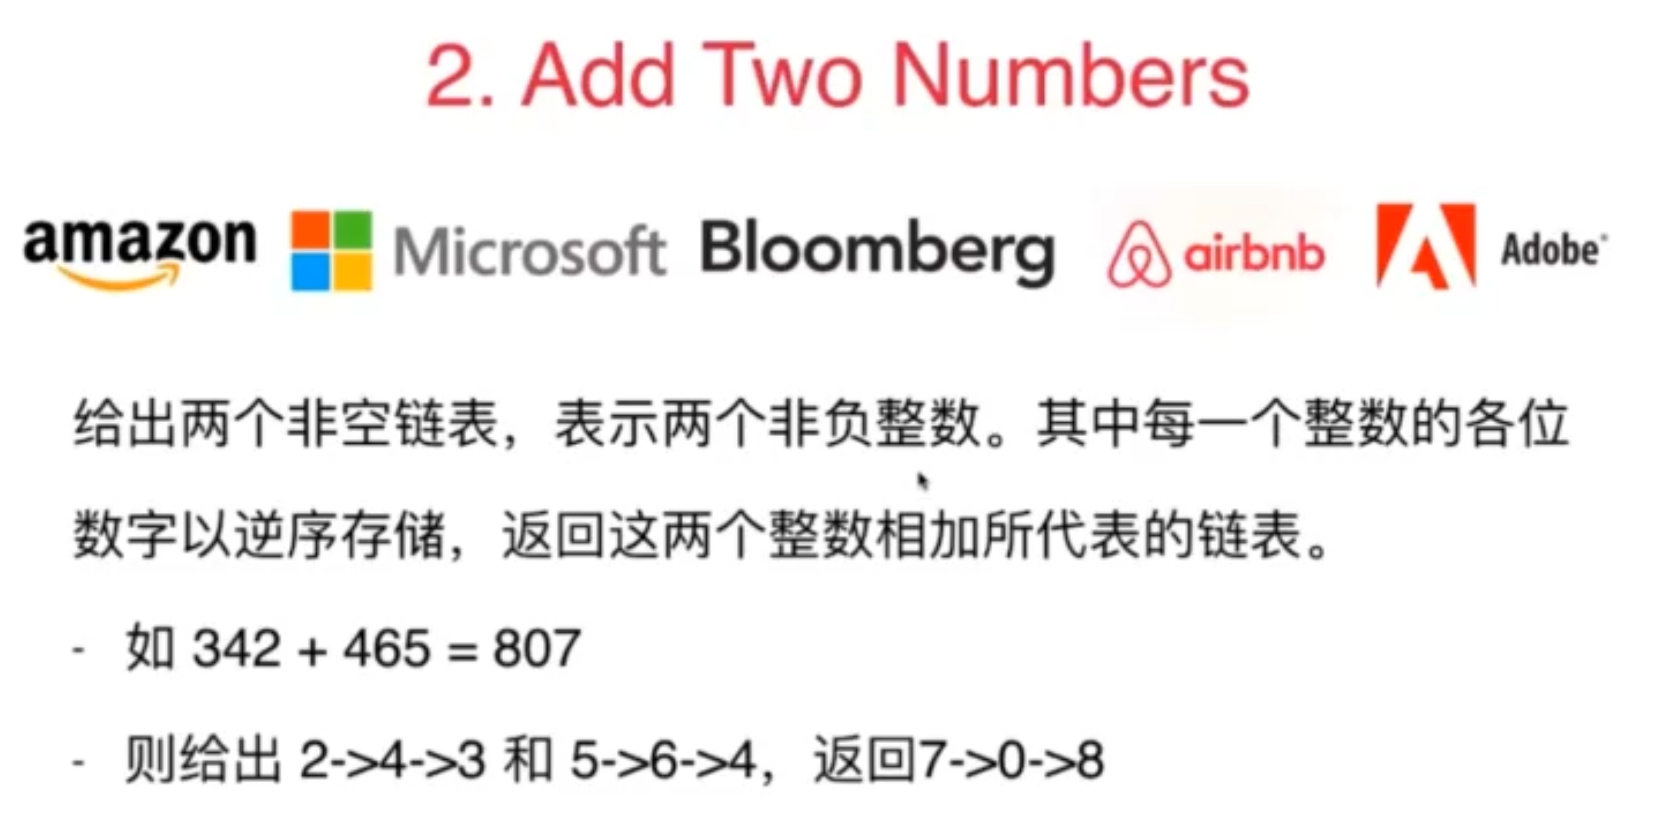 2. Add Two Numbers
amazon Microsoft Bloomberg airbnb Adobe
给出两个非空链表，表示两个非负整数。其中每一个整数的各位
数字以逆序存储，返回这两个整数相加所代表的链表。
- 如 342 + 465 = 807
- 则给出 2->4->3 和 5->6->4，返回7->0->8